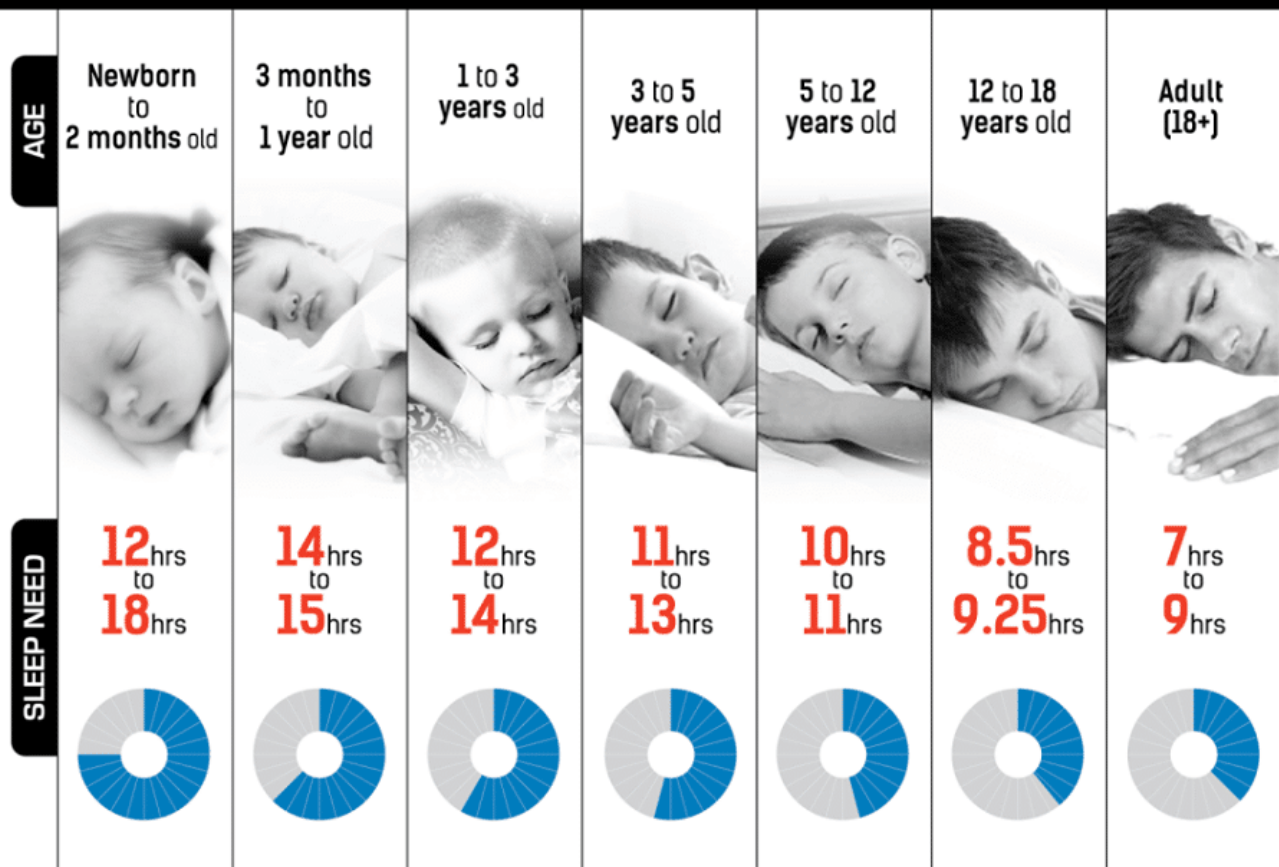 AGE
Newborn
to
2 months old
3 months
to
1 year old
1 to 3
years old
3 to 5
years old
5 to 12
years old
12 to 18
years old
Adult
(18+)
SLEEP NEED
12hrs
to
18hrs
14hrs
to
15hrs
12hrs
to
14hrs
11hrs
to
13hrs
10hrs
to
11hrs
8.5hrs
to
9.25hrs
7hrs
to
9hrs